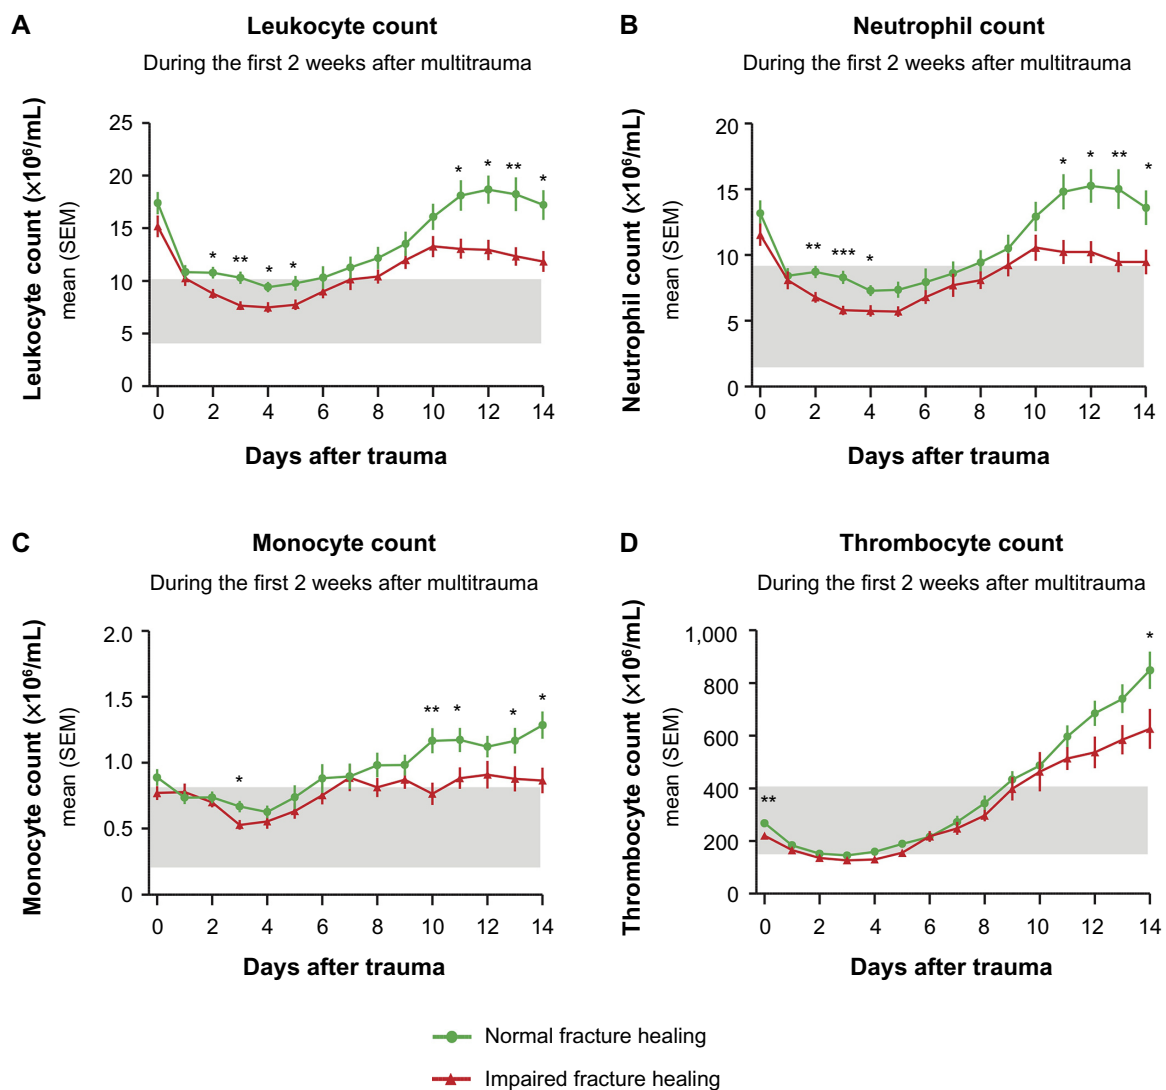 A
Leukocyte count
During the first 2 weeks after multitrauma
Leukocyte count (×10⁶/mL)
mean (SEM)
25
20
15
10
5
0
* ** * * * * ** *
0 2 4 6 8 10 12 14
Days after trauma
B
Neutrophil count
During the first 2 weeks after multitrauma
Neutrophil count (×10⁶/mL)
mean (SEM)
20
15
10
5
0
** *** * * * ** *
0 2 4 6 8 10 12 14
Days after trauma
C
Monocyte count
During the first 2 weeks after multitrauma
Monocyte count (×10⁶/mL)
mean (SEM)
2.0
1.5
1.0
0.5
0
* ** * * *
0 2 4 6 8 10 12 14
Days after trauma
D
Thrombocyte count
During the first 2 weeks after multitrauma
Thrombocyte count (×10⁶/mL)
mean (SEM)
1,000
800
600
400
200
0
** *
0 2 4 6 8 10 12 14
Days after trauma
Normal fracture healing
Impaired fracture healing